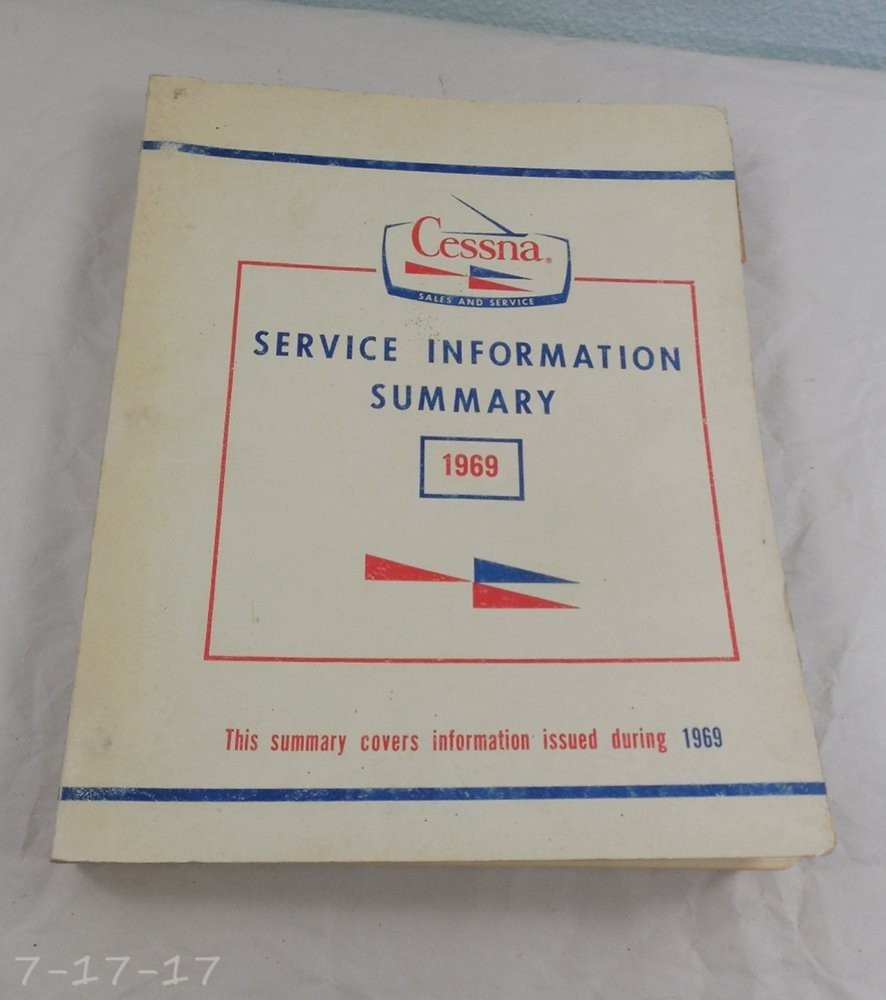 Cessna®
SALES AND SERVICE
SERVICE INFORMATION
SUMMARY
1969
This summary covers information issued during 1969
7-17-17